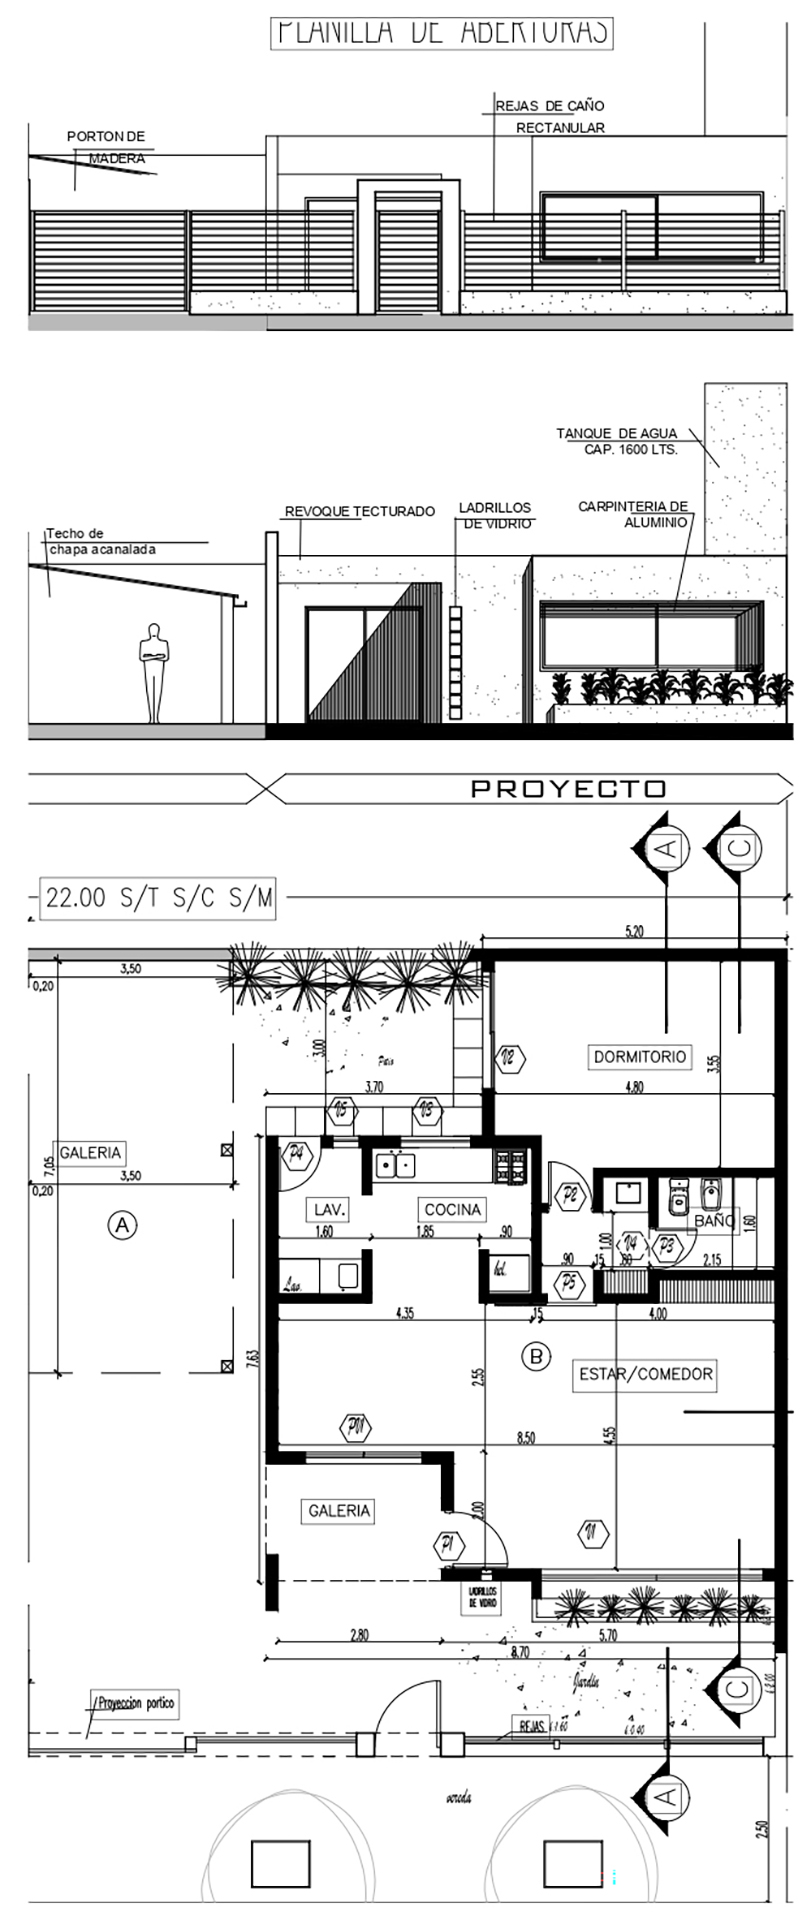 PLANILLA DE ABERTURAS
REJAS DE CAÑO
RECTANULAR
PORTON DE
MADERA
TANQUE DE AGUA
CAP. 1600 LTS.
REVOQUE TECTURADO
LADRILLOS
DE VIDRIO
CARPINTERIA DE
ALUMINIO
Techo de
chapa acanalada
PROYECTO
A
C
22.00 S/T S/C S/M
5.20
3,50
0,20
3.00
Patio
V2
DORMITORIO
3.55
3.70
4.80
V5
V3
P4
GALERIA
7,05
3,50
0,20
A
LAV.
COCINA
1.60
1.85
.90
P2
BAÑO
1.60
1.00
V4
P3
.90
.15
.60
2.15
Lav.
hel.
P5
4.35
.15
4.00
7.63
2.55
B
ESTAR/COMEDOR
PV1
8.50
4.55
GALERIA
2.00
P1
V1
LADRILLOS
DE VIDRIO
2.80
5.70
8.70
Jardín
C
Proyeccion portico
REJAS
A
vereda
2.50